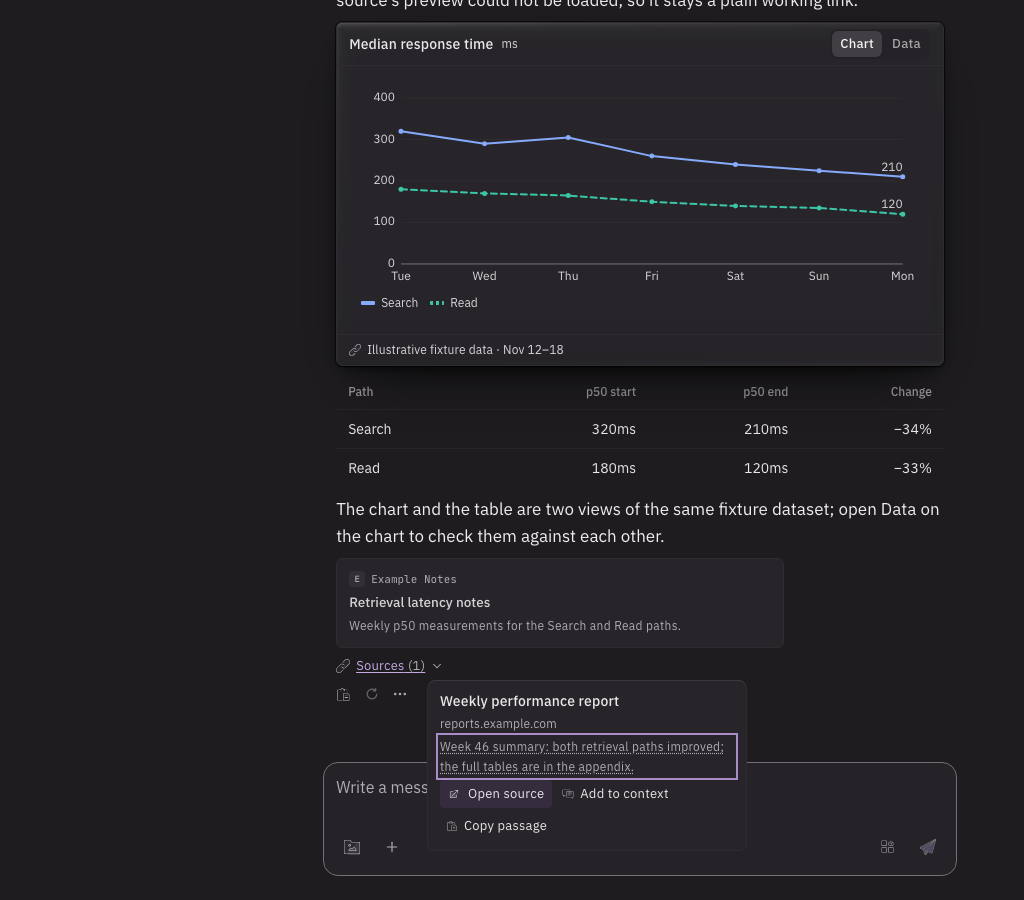 source's preview could not be loaded, so it stays a plain working link.
Median response time ms
Chart Data
400
300
200
100
0
210
120
Tue Wed Thu Fri Sat Sun Mon
Search Read
Illustrative fixture data · Nov 12–18
Path p50 start p50 end Change
Search 320ms 210ms −34%
Read 180ms 120ms −33%
The chart and the table are two views of the same fixture dataset; open Data on
the chart to check them against each other.
E Example Notes
Retrieval latency notes
Weekly p50 measurements for the Search and Read paths.
Sources (1)
Weekly performance report
reports.example.com
Week 46 summary: both retrieval paths improved;
the full tables are in the appendix.
Open source Add to context
Copy passage
Write a mess